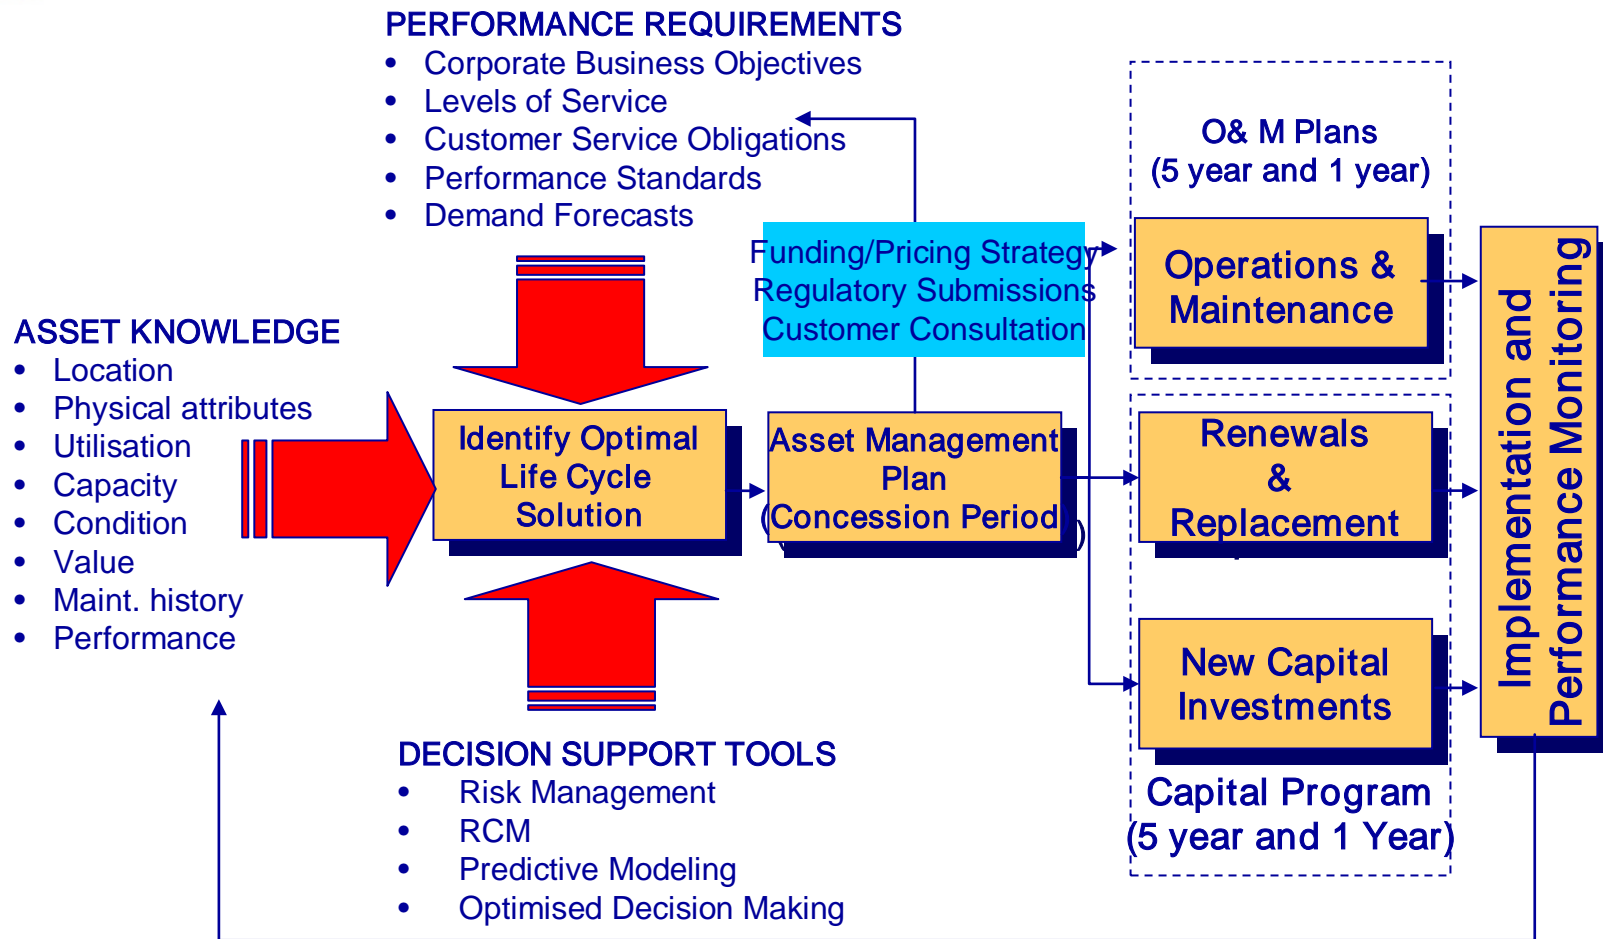 PERFORMANCE REQUIREMENTS
• Corporate Business Objectives
• Levels of Service
• Customer Service Obligations
• Performance Standards
• Demand Forecasts
ASSET KNOWLEDGE
• Location
• Physical attributes
• Utilisation
• Capacity
• Condition
• Value
• Maint. history
• Performance
Identify Optimal
Life Cycle
Solution
DECISION SUPPORT TOOLS
• Risk Management
• RCM
• Predictive Modeling
• Optimised Decision Making
Funding/Pricing Strategy
Regulatory Submissions
Customer Consultation
Asset Management
Plan
(Concession Period)
O& M Plans
(5 year and 1 year)
Operations &
Maintenance
Renewals
&
Replacement
New Capital
Investments
Capital Program
(5 year and 1 Year)
Implementation and
Performance Monitoring